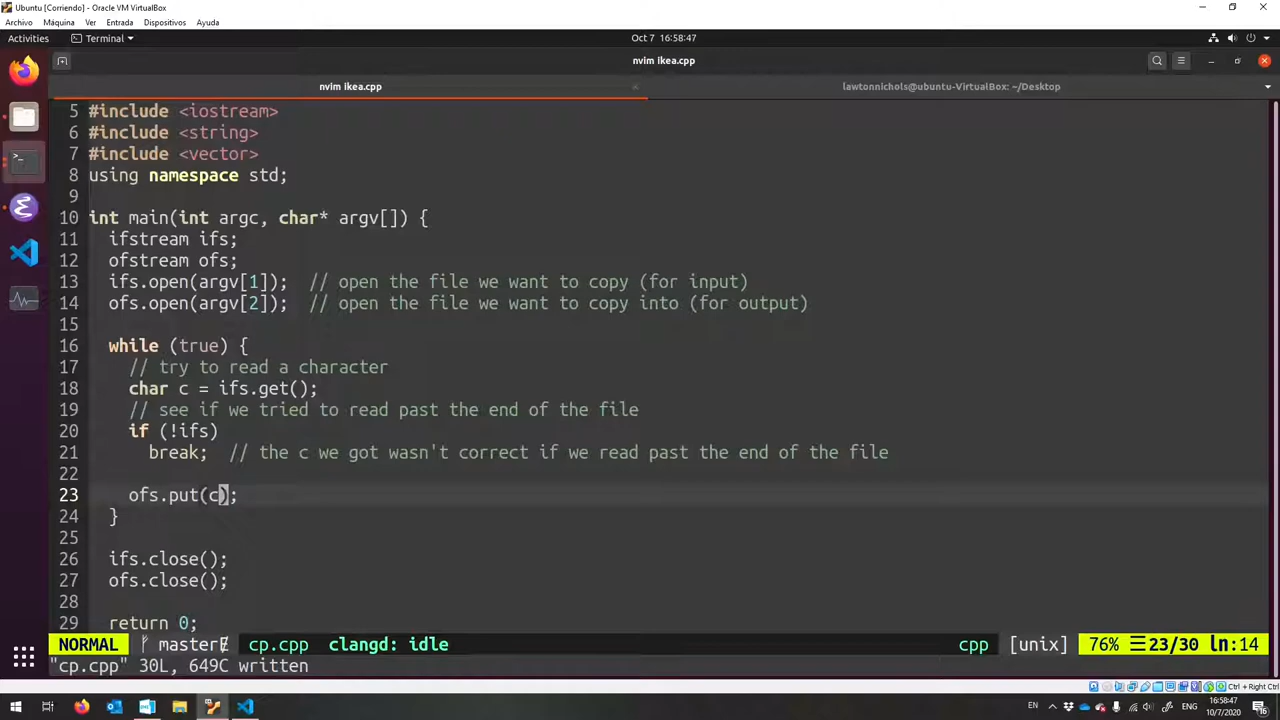 Ubuntu [Corriendo] - Oracle VM VirtualBox
Archivo Máquina Ver Entrada Dispositivos Ayuda
Activities Terminal Oct 7 16:58:47
nvim ikea.cpp
nvim ikea.cpp lawtonnichols@ubuntu-VirtualBox: ~/Desktop
5 #include <iostream>
6 #include <string>
7 #include <vector>
8 using namespace std;
9
10 int main(int argc, char* argv[]) {
11 ifstream ifs;
12 ofstream ofs;
13 ifs.open(argv[1]); // open the file we want to copy (for input)
14 ofs.open(argv[2]); // open the file we want to copy into (for output)
15
16 while (true) {
17 // try to read a character
18 char c = ifs.get();
19 // see if we tried to read past the end of the file
20 if (!ifs)
21 break; // the c we got wasn't correct if we read past the end of the file
22
23 ofs.put(c);
24 }
25
26 ifs.close();
27 ofs.close();
28
29 return 0;
NORMAL master cp.cpp clangd: idle cpp [unix] 76% ☰23/30 ln:14
"cp.cpp" 30L, 649C written
Ctrl + Right Ctrl
EN ENG 16:58:47
10/7/2020